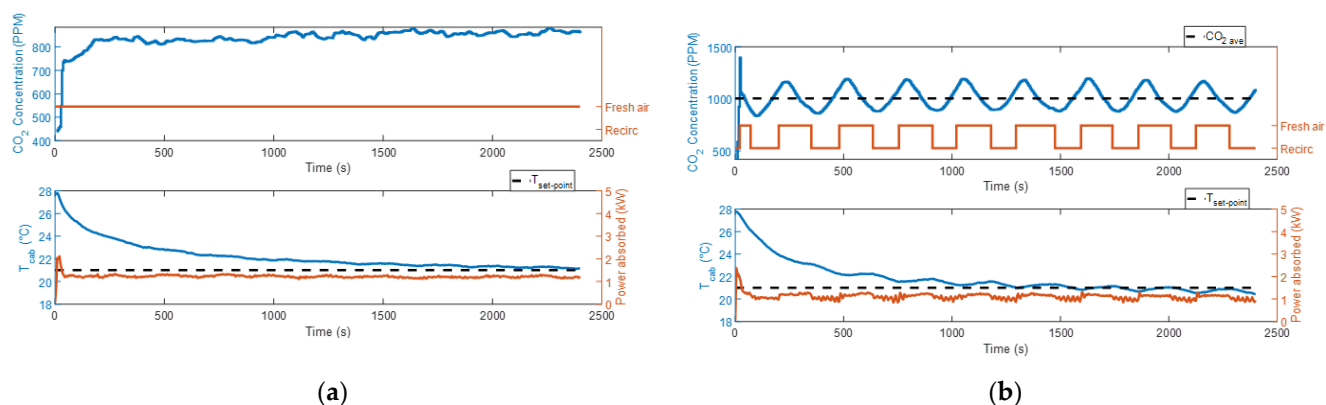 CO2 Concentration (PPM)
800
700
600
500
400
Fresh air
Recirc
0 500 1000 1500 2000 2500
Time (s)
T set-point
Tcab (°C)
28
26
24
22
20
18
5
4
3
2
1
0
Power absorbed (kW)
0 500 1000 1500 2000 2500
Time (s)
(a)
CO2 ave
CO2 Concentration (PPM)
1500
1000
500
Fresh air
Recirc
0 500 1000 1500 2000 2500
Time (s)
T set-point
Tcab (°C)
28
26
24
22
20
18
5
4
3
2
1
0
Power absorbed (kW)
0 500 1000 1500 2000 2500
Time (s)
(b)